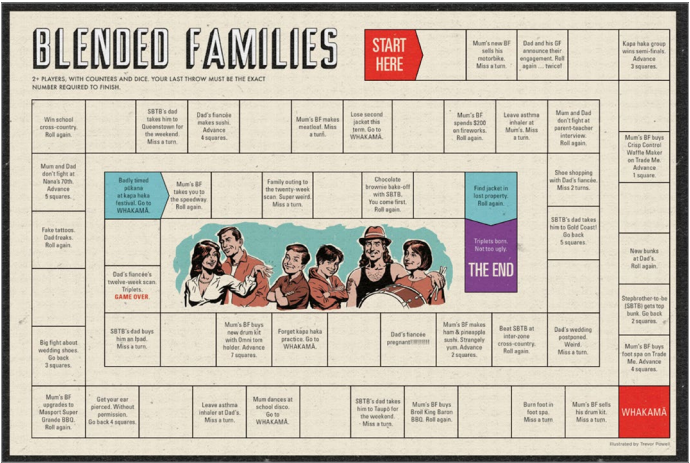 BLENDED FAMILIES
2+ PLAYERS, WITH COUNTERS AND DICE. YOUR LAST THROW MUST BE THE EXACT
NUMBER REQUIRED TO FINISH.
START
HERE
Mum's new BF
sells his
motorbike.
Miss a turn.
Dad and his GF
announce their
engagement. Roll
again ... twice!
Kapa haka group
wins semi-finals.
Advance
3 squares.
Win school
cross-country.
Roll again.
SBTB's dad
takes him to
Queenstown for
the weekend.
Miss a turn.
Dad's fiancée
makes sushi.
Advance
4 squares.
Mum's BF makes
meatloaf. Miss
a turn.
Lose second
jacket this
term. Go to
WHAKAMĀ.
Mum's BF
spends $200
on fireworks.
Roll again.
Leave asthma
inhaler at
Mum's. Miss
a turn.
Mum and Dad
don't fight at
parent-teacher
interview.
Roll again.
Mum's BF buys
Crisp Control
Waffle Maker
on Trade Me.
Advance
1 square.
Mum and Dad
don't fight at
Nana's 70th.
Advance
5 squares.
Badly timed
pūkana
at kapa haka
festival. Go to
WHAKAMĀ.
Mum's BF
takes you to
the speedway.
Roll again.
Family outing to
the twenty-week
scan. Super weird.
Miss a turn.
Chocolate
brownie bake-off
with SBTB.
You come first.
Roll again.
Find jacket in
lost property.
Roll again.
Shoe shopping
with Dad's fiancée.
Miss 2 turns.
Fake tattoos.
Dad freaks.
Roll again.
SBTB's dad takes
him to Gold Coast!
Go back
5 squares.
Triplets born.
Not too ugly.
THE END
New bunks
at Dad's.
Roll again.
Dad's fiancée's
twelve-week scan.
Triplets.
GAME OVER.
Stepbrother-to-be
(SBTB) gets top
bunk. Go back
2 squares.
Big fight about
wedding shoes.
Go back
3 squares.
SBTB's dad buys
him an Ipad.
Miss a turn.
Mum's BF buys
new drum kit
with Omni tom
holder. Advance
7 squares.
Forget kapa haka
practice. Go to
WHAKAMĀ.
Dad's fiancée
Mum's BF makes
ham & pineapple
sushi. Strangely
yum. Advance
2 squares.
Beat SBTB at
inter-zone
cross-country.
Roll again.
Dad's wedding
postponed.
Weird.
Miss a turn.
Mum's BF buys
foot spa on Trade
Me. Advance
4 squares.
Mum's BF
upgrades to
Masport Super
Grande BBQ.
Roll again.
Get your ear
pierced. Without
permission.
Go back 4 squares.
Leave asthma
inhaler at Dad's.
Miss a turn.
Mum dances at
school disco.
Go to
WHAKAMĀ.
SBTB's dad takes
him to Taupō for
the weekend.
Miss a turn.
Mum's BF buys
Broil King Baron
BBQ. Roll again.
Burn foot in
foot spa.
Miss a turn
Mum's BF sells
his drum kit.
Miss a turn.
WHAKAMĀ
Illustrated by Trevor